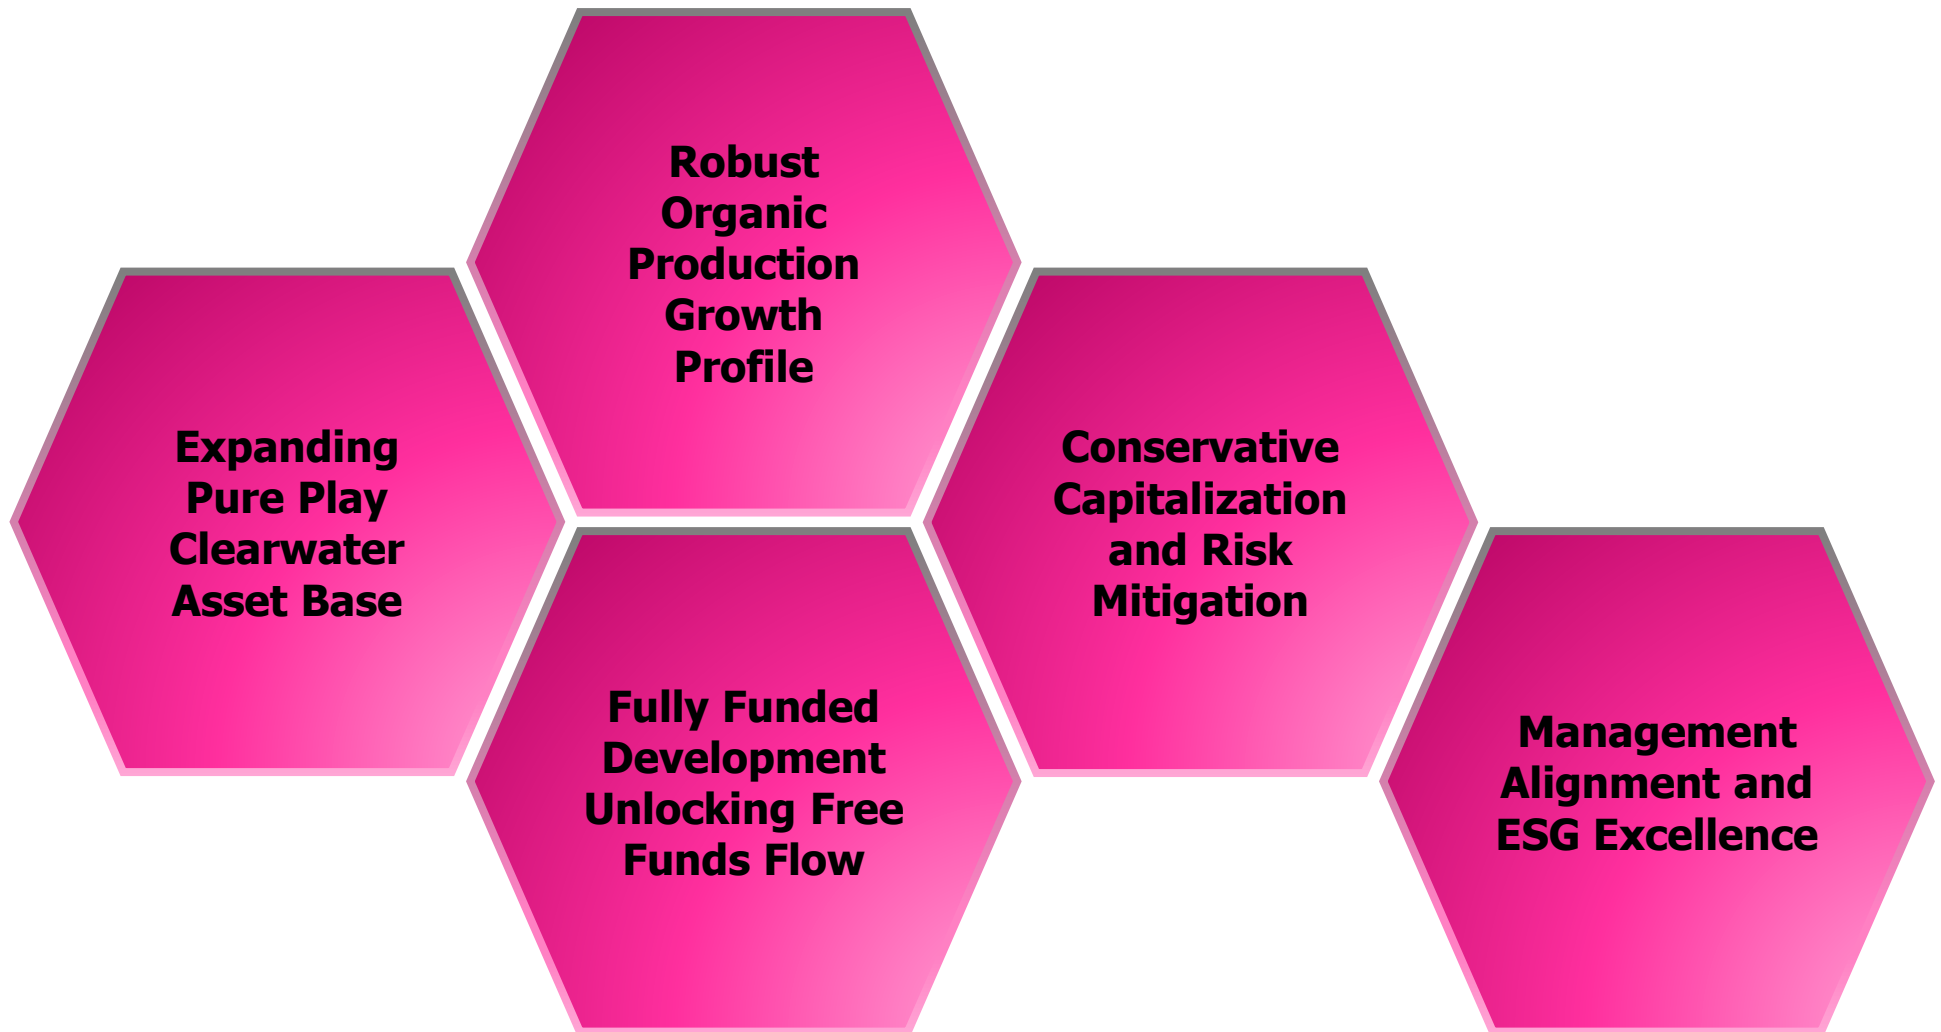 Robust
Organic
Production
Growth
Profile
Expanding
Pure Play
Clearwater
Asset Base
Conservative
Capitalization
and Risk
Mitigation
Fully Funded
Development
Unlocking Free
Funds Flow
Management
Alignment and
ESG Excellence